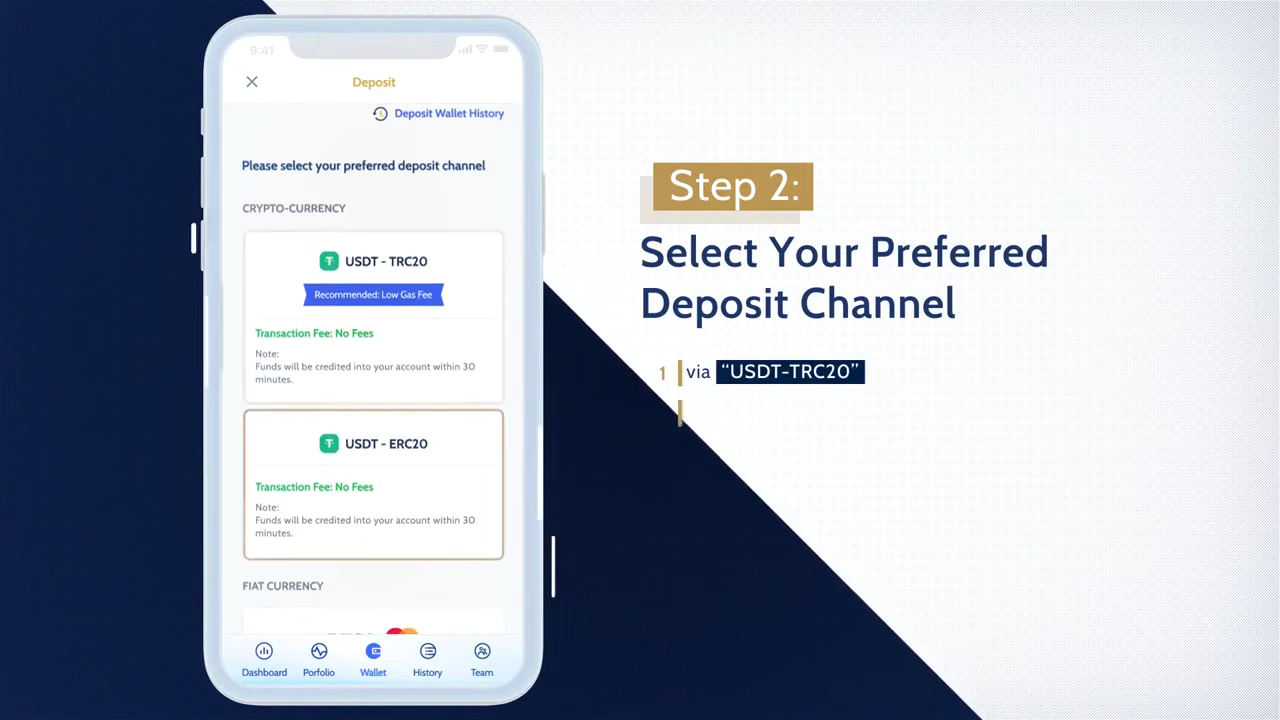 9:41
Deposit
Deposit Wallet History
Please select your preferred deposit channel
CRYPTO-CURRENCY
USDT - TRC20
Recommended: Low Gas Fee
Transaction Fee: No Fees
Note:
Funds will be credited into your account within 30
minutes.
USDT - ERC20
Transaction Fee: No Fees
Note:
Funds will be credited into your account within 30
minutes.
FIAT CURRENCY
Dashboard
Porfolio
Wallet
History
Team
Step 2:
Select Your Preferred
Deposit Channel
1 via “USDT-TRC20”